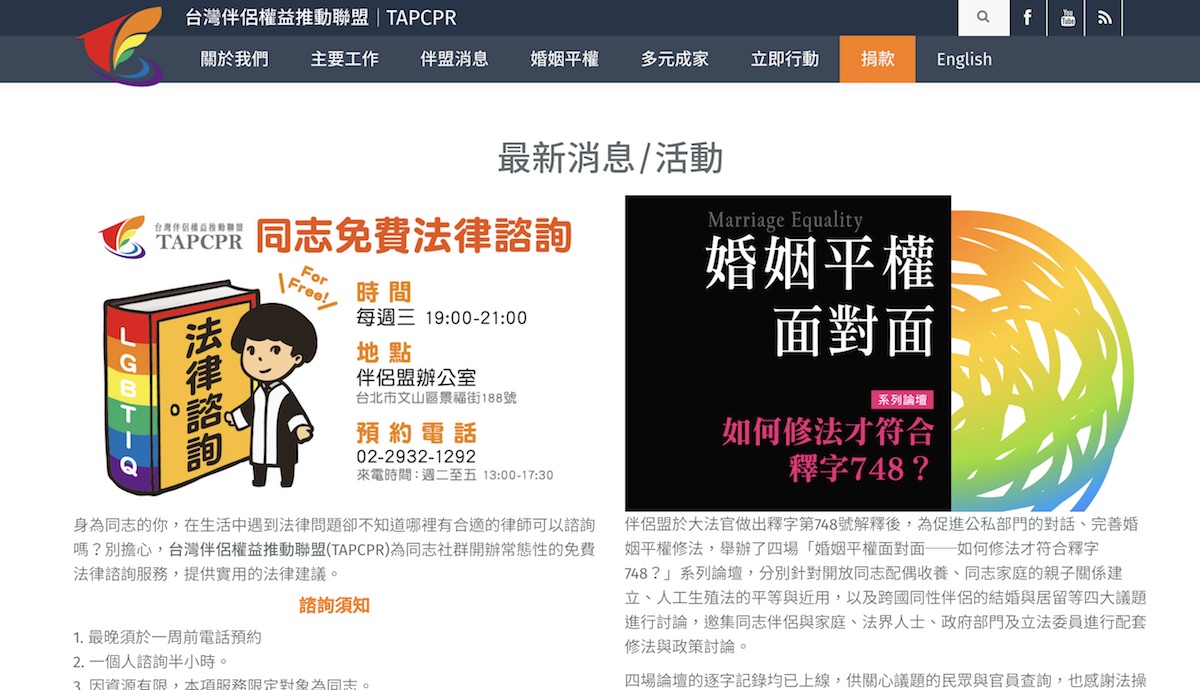 台灣伴侶權益推動聯盟｜TAPCPR
f
You
Tube
關於我們 主要工作 伴盟消息 婚姻平權 多元成家 立即行動 捐款 English
最新消息/活動
台灣伴侶權益推動聯盟
TAPCPR
同志免費法律諮詢
For
Free!
LGBTIQ
法律諮詢
時間
每週三 19:00-21:00
地點
伴侶盟辦公室
台北市文山區景福街188號
預約電話
02-2932-1292
來電時間：週二至五 13:00-17:30
身為同志的你，在生活中遇到法律問題卻不知道哪裡有合適的律師可以諮詢
嗎？別擔心，台灣伴侶權益推動聯盟(TAPCPR)為同志社群開辦常態性的免費
法律諮詢服務，提供實用的法律建議。
諮詢須知
1. 最晚須於一周前電話預約
2. 一個人諮詢半小時。
3. 因資源有限，本項服務限定對象為同志。
Marriage Equality
婚姻平權
面對面
系列論壇
如何修法才符合
釋字748？
伴侶盟於大法官做出釋字第748號解釋後，為促進公私部門的對話、完善婚
姻平權修法，舉辦了四場「婚姻平權面對面──如何修法才符合釋字
748？」系列論壇，分別針對開放同志配偶收養、同志家庭的親子關係建
立、人工生殖法的平等與近用，以及跨國同性伴侶的結婚與居留等四大議題
進行討論，邀集同志伴侶與家庭、法界人士、政府部門及立法委員進行配套
修法與政策討論。
四場論壇的逐字記錄均已上線，供關心議題的民眾與官員查詢，也感謝法操